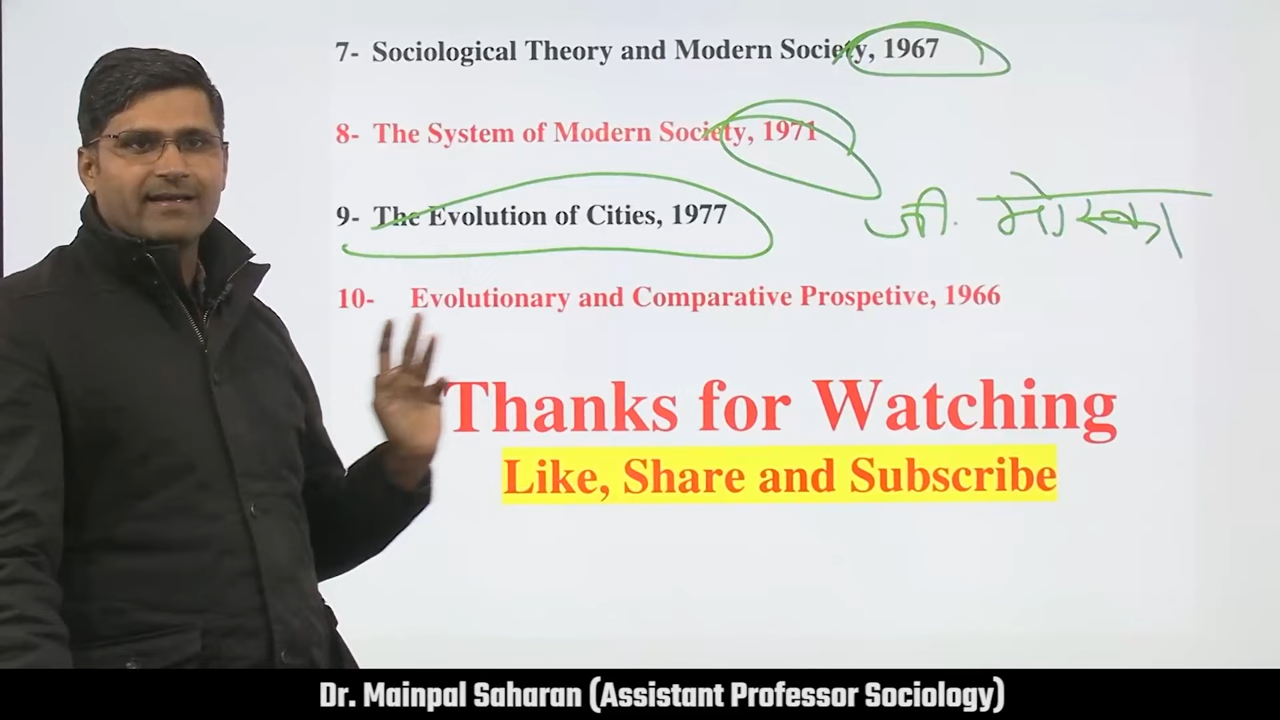 7- Sociological Theory and Modern Society, 1967
8- The System of Modern Society, 1971
9- The Evolution of Cities, 1977
जी. मोस्का
10- Evolutionary and Comparative Prospetive, 1966
Thanks for Watching
Like, Share and Subscribe
Dr. Mainpal Saharan (Assistant Professor Sociology)